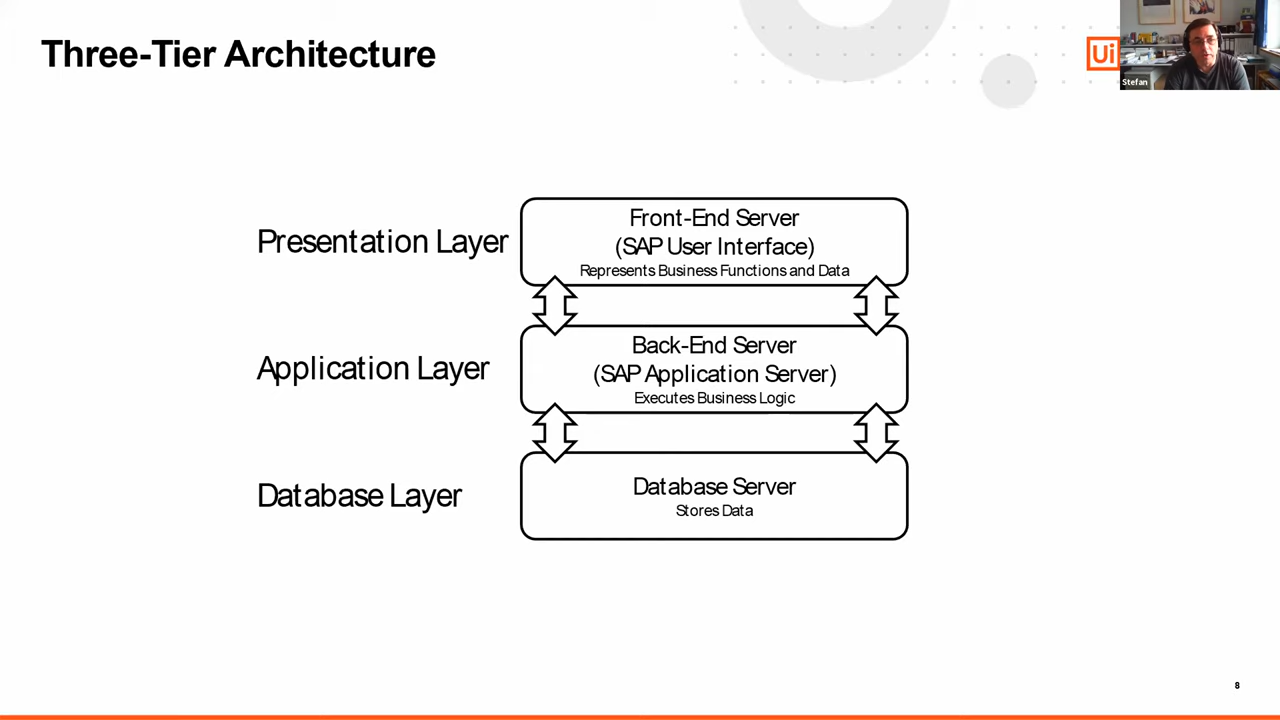 Three-Tier Architecture
Ui
Stefan
Presentation Layer
Front-End Server
(SAP User Interface)
Represents Business Functions and Data
Application Layer
Back-End Server
(SAP Application Server)
Executes Business Logic
Database Layer
Database Server
Stores Data
8